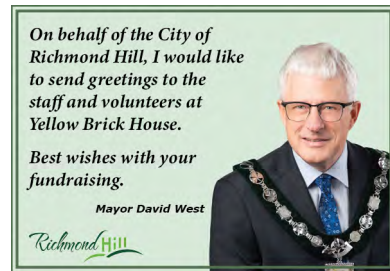 On behalf of the City of
Richmond Hill, I would like
to send greetings to the
staff and volunteers at
Yellow Brick House.
Best wishes with your
fundraising.
Mayor David West
Richmond Hill